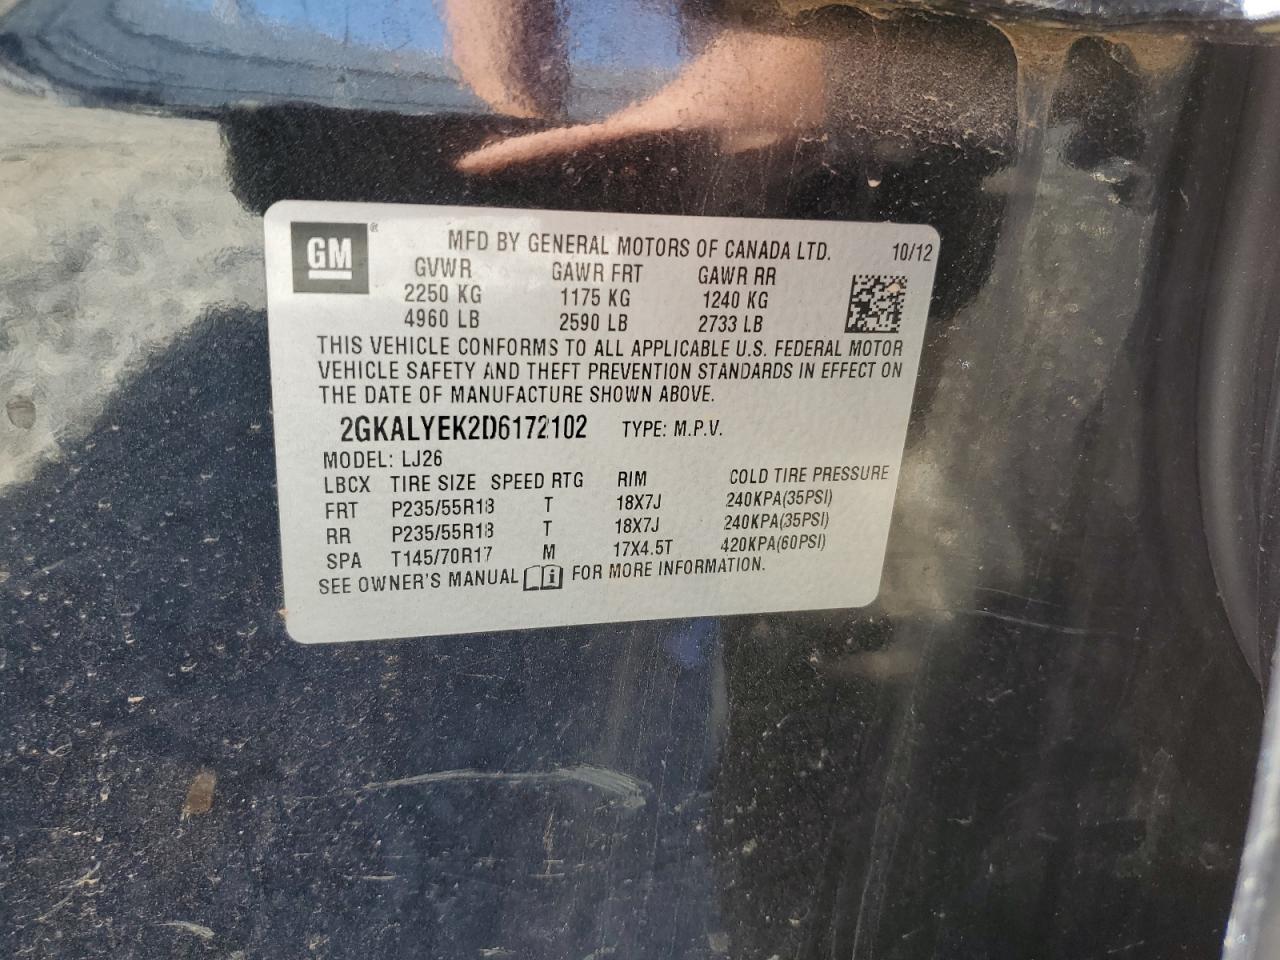 GM ® MFD BY GENERAL MOTORS OF CANADA LTD. 10/12
GVWR GAWR FRT GAWR RR
2250 KG 1175 KG 1240 KG
4960 LB 2590 LB 2733 LB
THIS VEHICLE CONFORMS TO ALL APPLICABLE U.S. FEDERAL MOTOR
VEHICLE SAFETY AND THEFT PREVENTION STANDARDS IN EFFECT ON
THE DATE OF MANUFACTURE SHOWN ABOVE.
2GKALYEK2D6172102 TYPE: M.P.V.
MODEL: LJ26
LBCX TIRE SIZE SPEED RTG RIM COLD TIRE PRESSURE
FRT P235/55R18 T 18X7J 240KPA(35PSI)
RR P235/55R18 T 18X7J 240KPA(35PSI)
SPA T145/70R17 M 17X4.5T 420KPA(60PSI)
SEE OWNER'S MANUAL i FOR MORE INFORMATION.